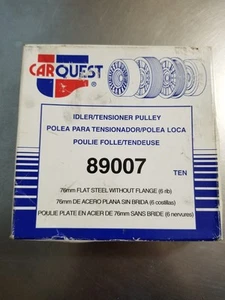 CARQUEST®
IDLER/TENSIONER PULLEY
POLEA PARA TENSIONADOR/POLEA LOCA
POULIE FOLLE/TENDEUSE
89007 TEN
76mm FLAT STEEL WITHOUT FLANGE (6 rib)
76mm DE ACERO PLANA SIN BRIDA (6 costillas)
POULIE PLATE EN ACIER DE 76mm SANS BRIDE (6 nervures)